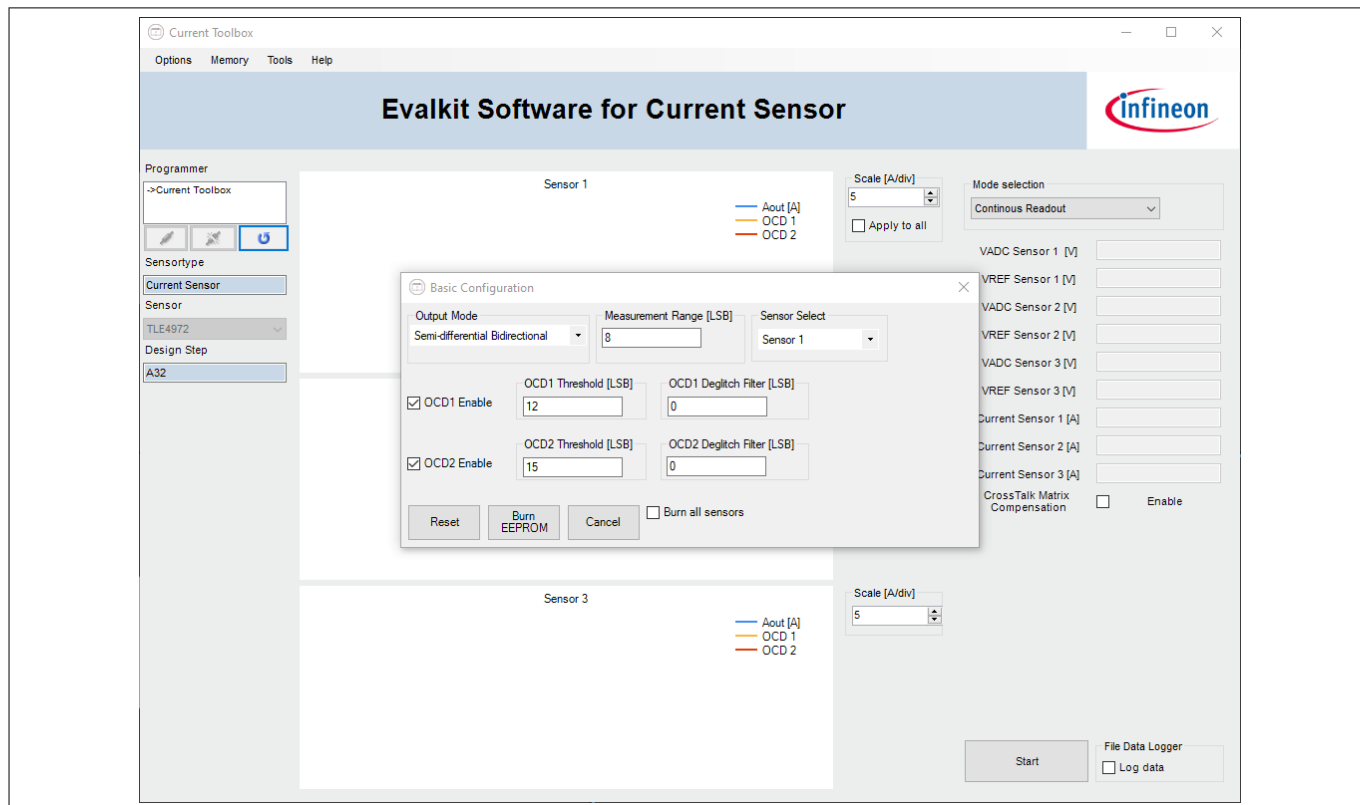 Current Toolbox
Options Memory Tools Help
Evalkit Software for Current Sensor
infineon
Programmer
->Current Toolbox
Sensortype
Current Sensor
Sensor
TLE4972
Design Step
A32
Sensor 1
Aout [A]
OCD 1
OCD 2
Scale [A/div]
5
Apply to all
Mode selection
Continous Readout
VADC Sensor 1 [V]
VREF Sensor 1 [V]
VADC Sensor 2 [V]
VREF Sensor 2 [V]
VADC Sensor 3 [V]
VREF Sensor 3 [V]
Current Sensor 1 [A]
Current Sensor 2 [A]
Current Sensor 3 [A]
CrossTalk Matrix
Compensation
Enable
Basic Configuration
Output Mode
Semi-differential Bidirectional
Measurement Range [LSB]
8
Sensor Select
Sensor 1
OCD1 Enable
OCD1 Threshold [LSB]
12
OCD1 Deglitch Filter [LSB]
0
OCD2 Enable
OCD2 Threshold [LSB]
15
OCD2 Deglitch Filter [LSB]
0
Reset
Burn
EEPROM
Cancel
Burn all sensors
Sensor 3
Aout [A]
OCD 1
OCD 2
Scale [A/div]
5
Start
File Data Logger
Log data